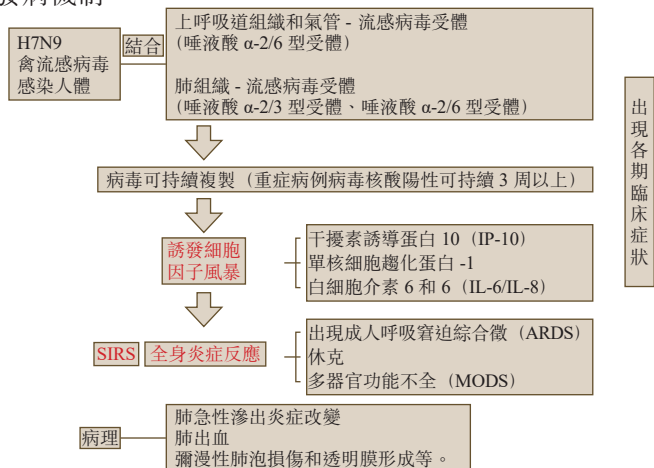 發病機制
H7N9
禽流感病毒
感染人體
結合
上呼吸道組織和氣管 - 流感病毒受體
(唾液酸 α-2/6 型受體)
肺組織 - 流感病毒受體
(唾液酸 α-2/3 型受體、唾液酸 α-2/6 型受體)
病毒可持續複製（重症病例病毒核酸陽性可持續 3 周以上）
誘發細胞
因子風暴
干擾素誘導蛋白 10（IP-10）
單核細胞趨化蛋白 -1
白細胞介素 6 和 6（IL-6/IL-8）
SIRS
全身炎症反應
出現成人呼吸窘迫綜合徵（ARDS）
休克
多器官功能不全（MODS）
病理
肺急性滲出炎症改變
肺出血
彌漫性肺泡損傷和透明膜形成等。
出現各期臨床症狀